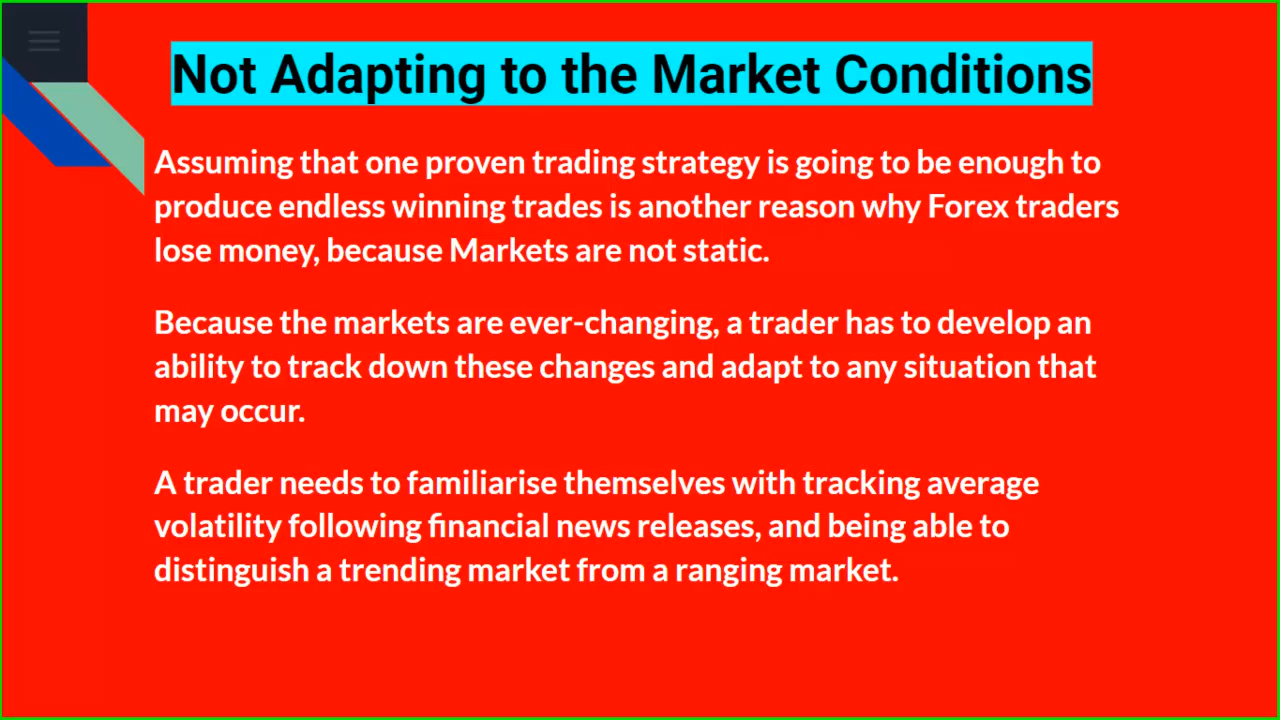 Not Adapting to the Market Conditions
Assuming that one proven trading strategy is going to be enough to
produce endless winning trades is another reason why Forex traders
lose money, because Markets are not static.
Because the markets are ever-changing, a trader has to develop an
ability to track down these changes and adapt to any situation that
may occur.
A trader needs to familiarise themselves with tracking average
volatility following financial news releases, and being able to
distinguish a trending market from a ranging market.